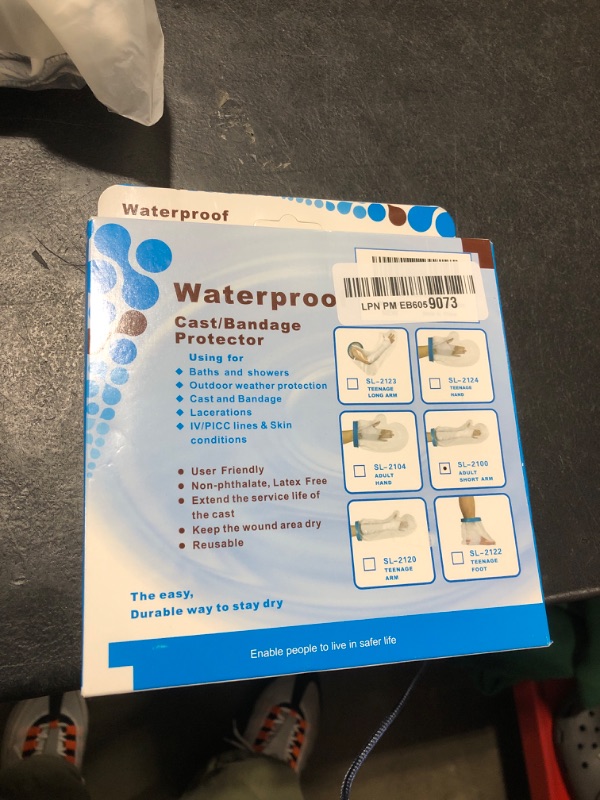 Waterproof
Waterproo
LPN PM EB6059073
Cast/Bandage
Protector
Using for
Baths and showers
Outdoor weather protection
Cast and Bandage
Lacerations
IV/PICC lines & Skin
conditions
User Friendly
Non-phthalate, Latex Free
Extend the service life of
the cast
Keep the wound area dry
Reusable
SL-2123
TEENAGE
LONG ARM
SL-2124
TEENAGE
HAND
SL-2104
ADULT
HAND
SL-2100
ADULT
SHORT ARM
SL-2120
TEENAGE
ARM
SL-2122
TEENAGE
FOOT
The easy,
Durable way to stay dry
Enable people to live in safer life